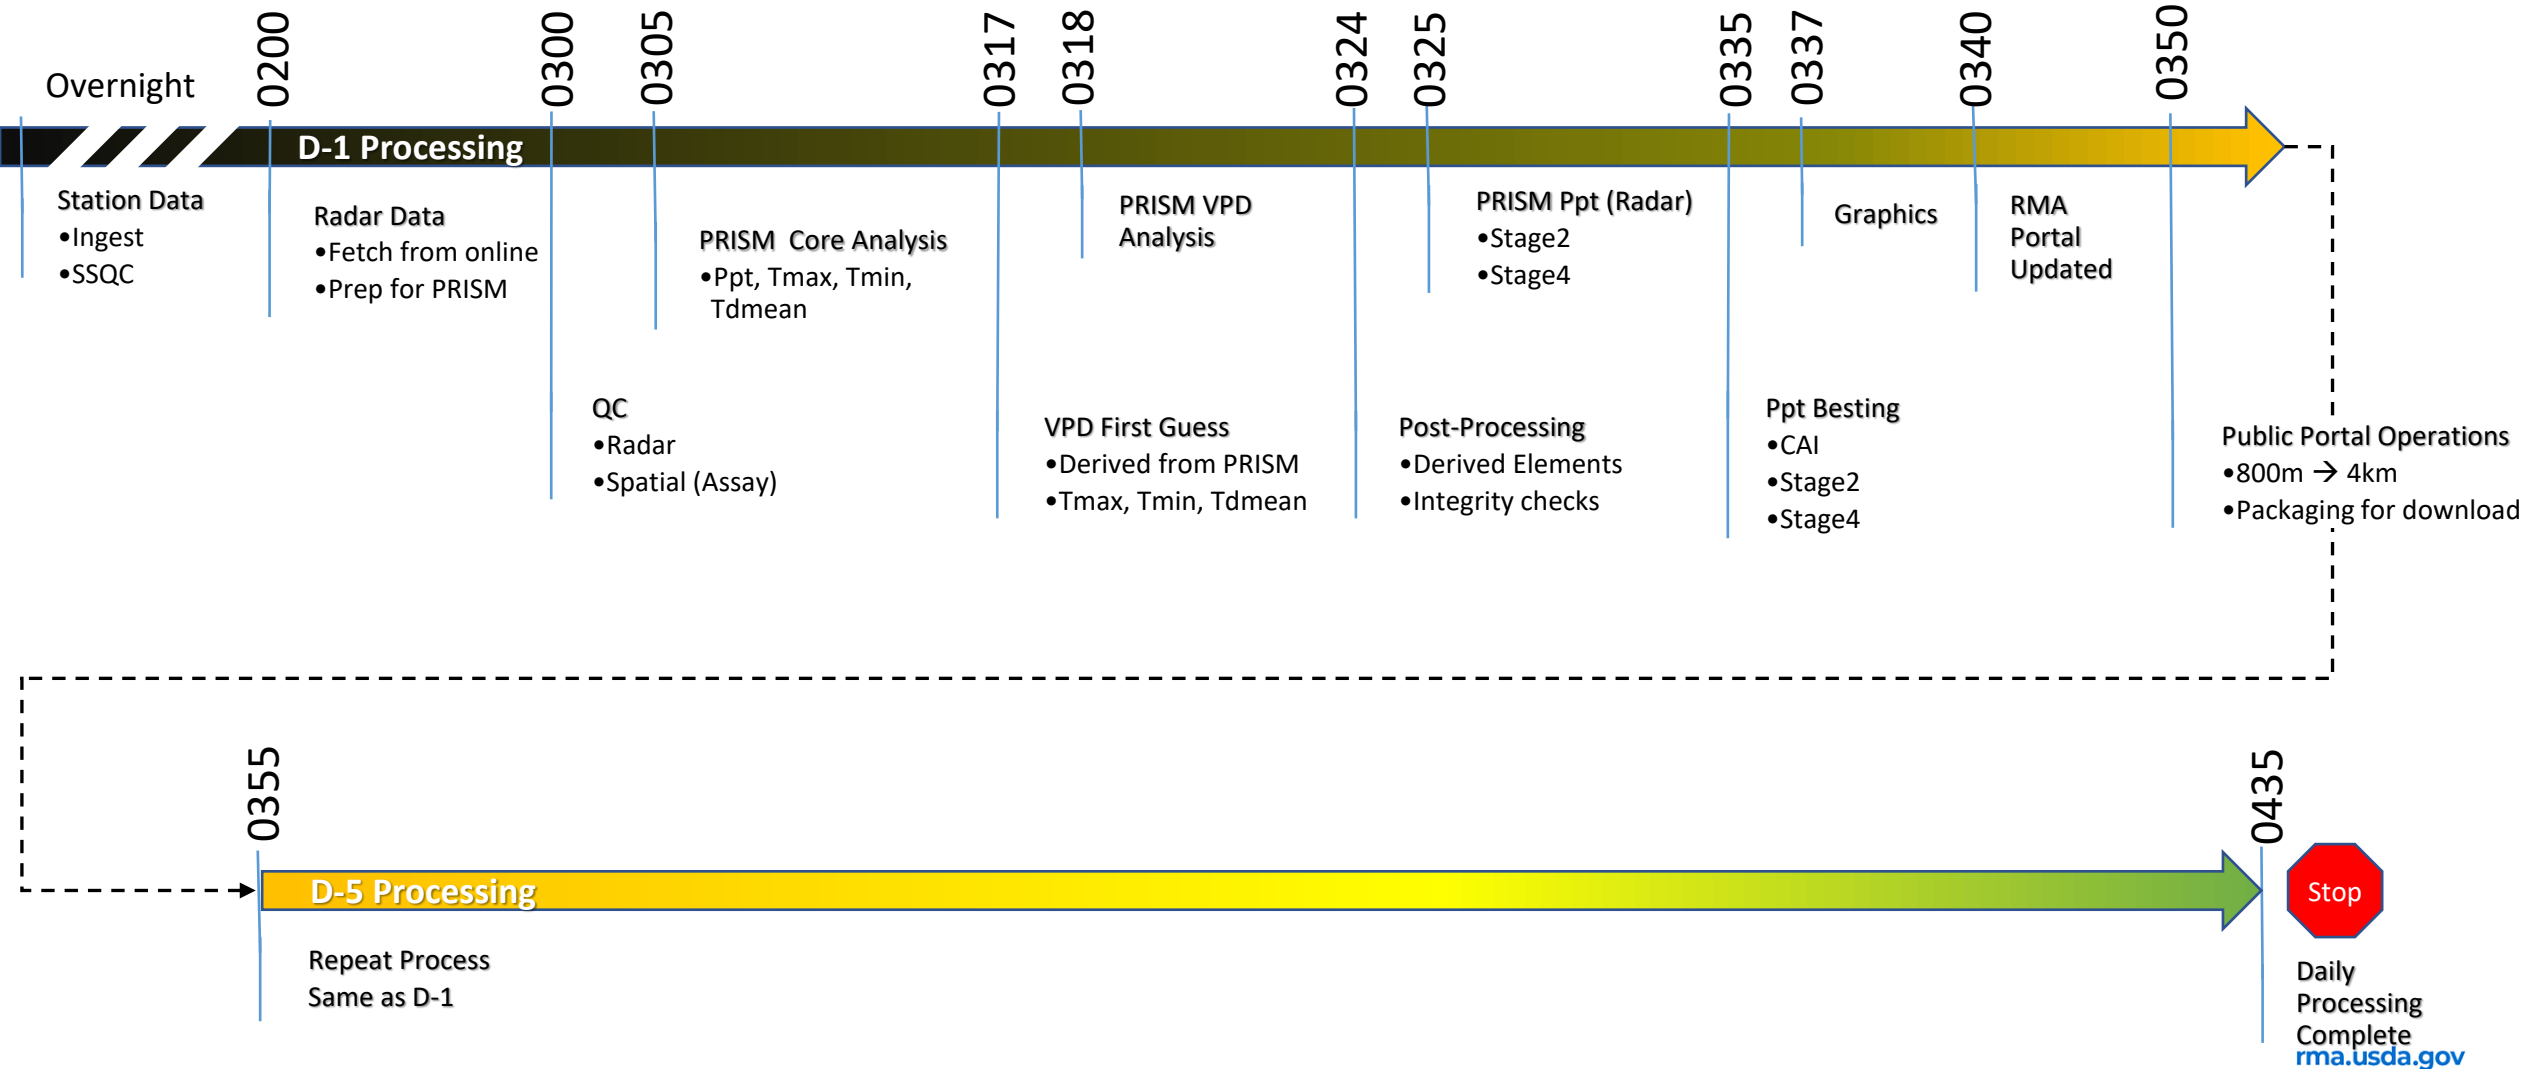 Overnight
0200
0300
0305
0317
0318
0324
0325
0335
0337
0340
0350
D-1 Processing
Station Data
•Ingest
•SSQC
Radar Data
•Fetch from online
•Prep for PRISM
QC
•Radar
•Spatial (Assay)
PRISM Core Analysis
•Ppt, Tmax, Tmin,
Tdmean
VPD First Guess
•Derived from PRISM
•Tmax, Tmin, Tdmean
PRISM VPD
Analysis
Post-Processing
•Derived Elements
•Integrity checks
PRISM Ppt (Radar)
•Stage2
•Stage4
Ppt Besting
•CAI
•Stage2
•Stage4
Graphics
RMA
Portal
Updated
Public Portal Operations
•800m → 4km
•Packaging for download
0355
0435
D-5 Processing
Stop
Repeat Process
Same as D-1
Daily
Processing
Complete
rma.usda.gov